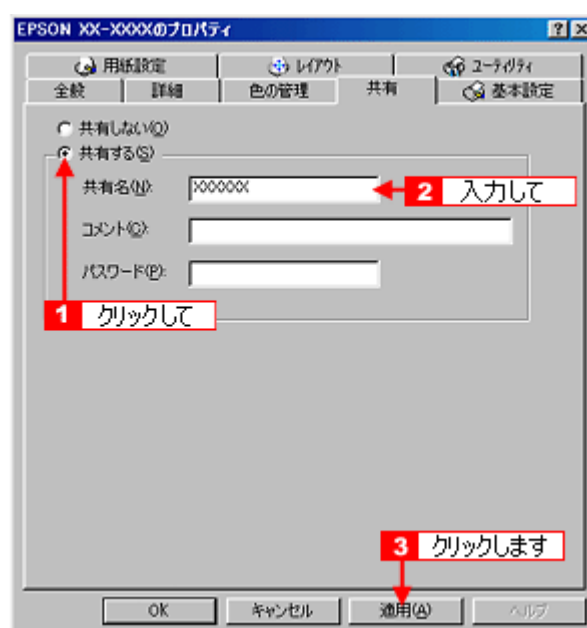 EPSON XX-XXXXのプロパティ
用紙設定 レイアウト ユーティリティ
全般 詳細 色の管理 共有 基本設定
共有しない(O)
共有する(S)
共有名(N): XXXXXX
2 入力して
コメント(C):
パスワード(P):
1 クリックして
3 クリックします
OK キャンセル 適用(A) ヘルプ